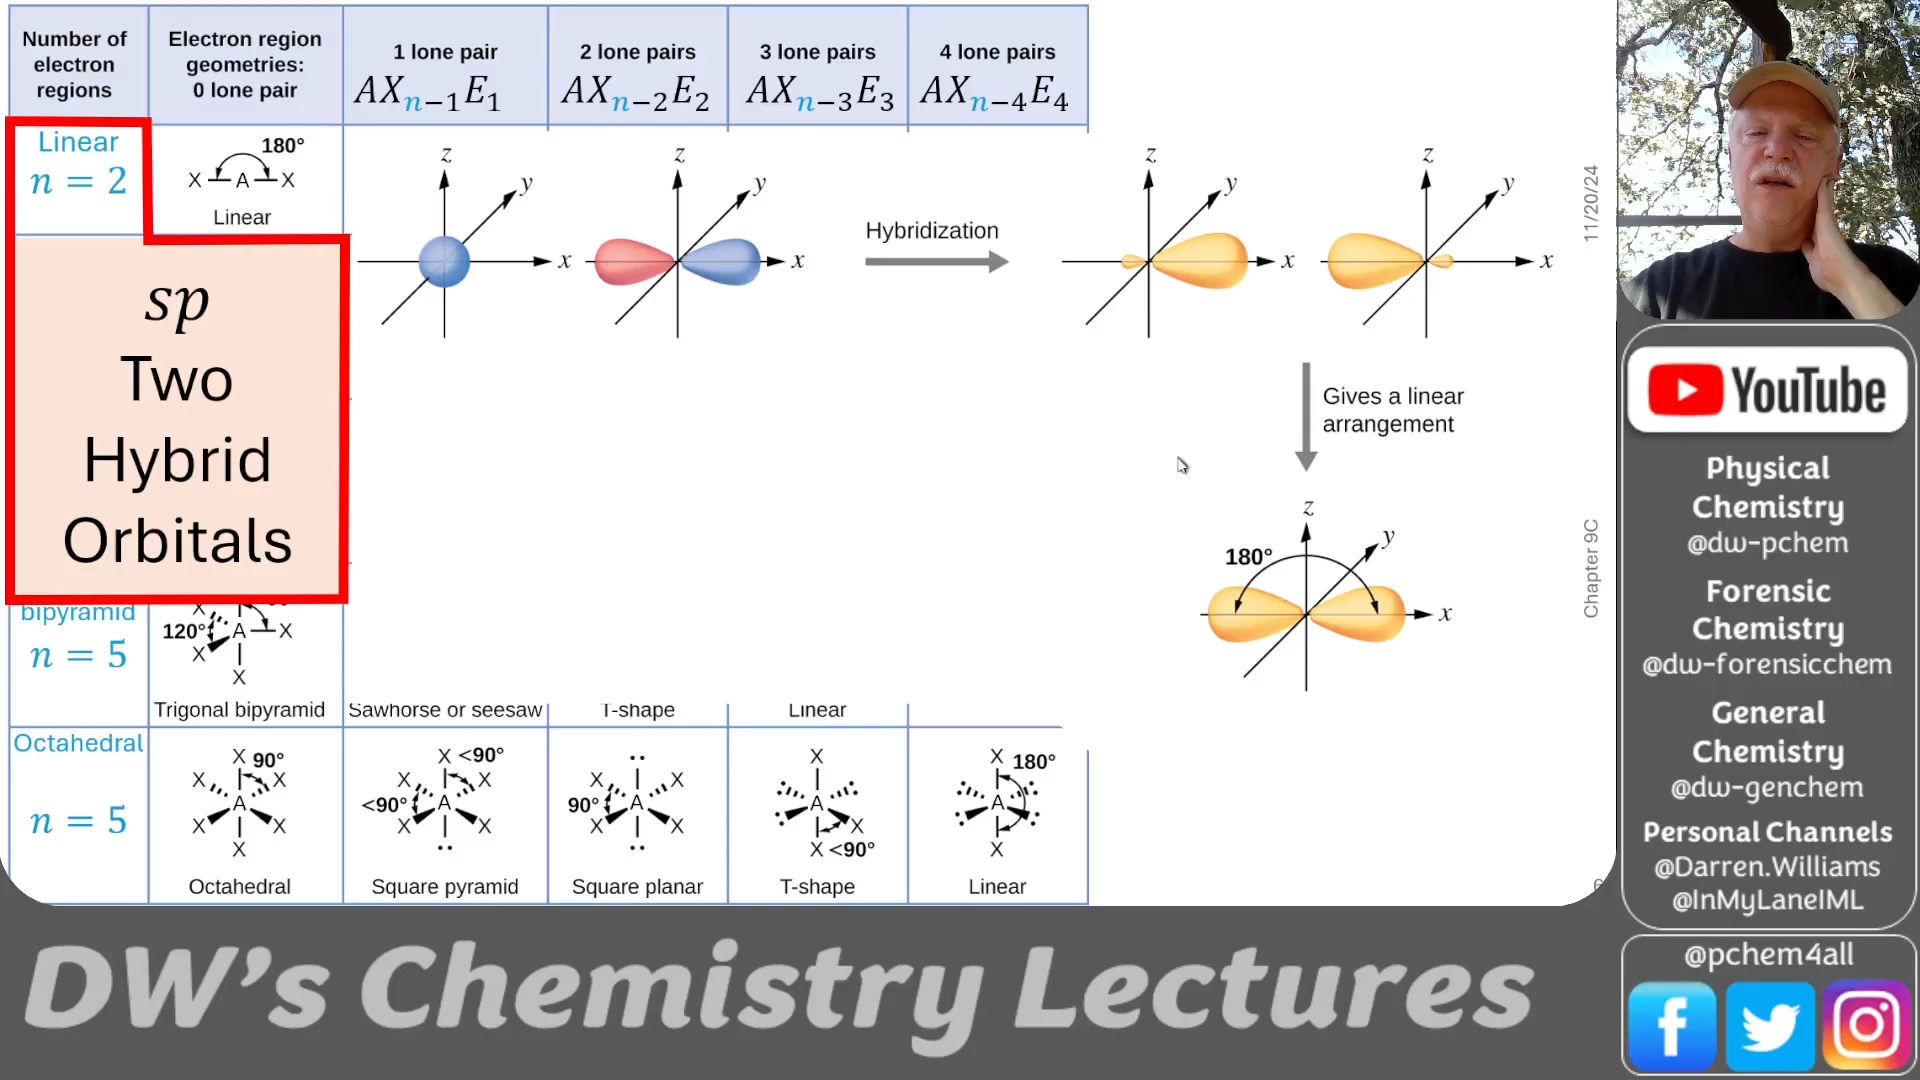 Number of
electron
regions
Electron region
geometries:
0 lone pair
1 lone pair
AXn−1E1
2 lone pairs
AXn−2E2
3 lone pairs
AXn−3E3
4 lone pairs
AXn−4E4
Linear
n = 2
180°
X A X
Linear
z
y
x
z
y
x
Hybridization
z
y
x
z
y
x
sp
Two
Hybrid
Orbitals
Gives a linear
arrangement
180°
z
y
x
bipyramid
n = 5
X
120°
A X
X
X
Trigonal bipyramid
Sawhorse or seesaw
T-shape
Linear
Octahedral
n = 5
X 90°
X X
A
X X
X
Octahedral
X <90°
X X
<90° A
X X
Square pyramid
X X
90° A
X X
Square planar
X
A
X
X <90°
T-shape
X 180°
A
X
Linear
11/20/24
Chapter 9C
YouTube
Physical
Chemistry
@dw-pchem
Forensic
Chemistry
@dw-forensicchem
General
Chemistry
@dw-genchem
Personal Channels
@Darren.Williams
@InMyLaneIML
@pchem4all
DW's Chemistry Lectures